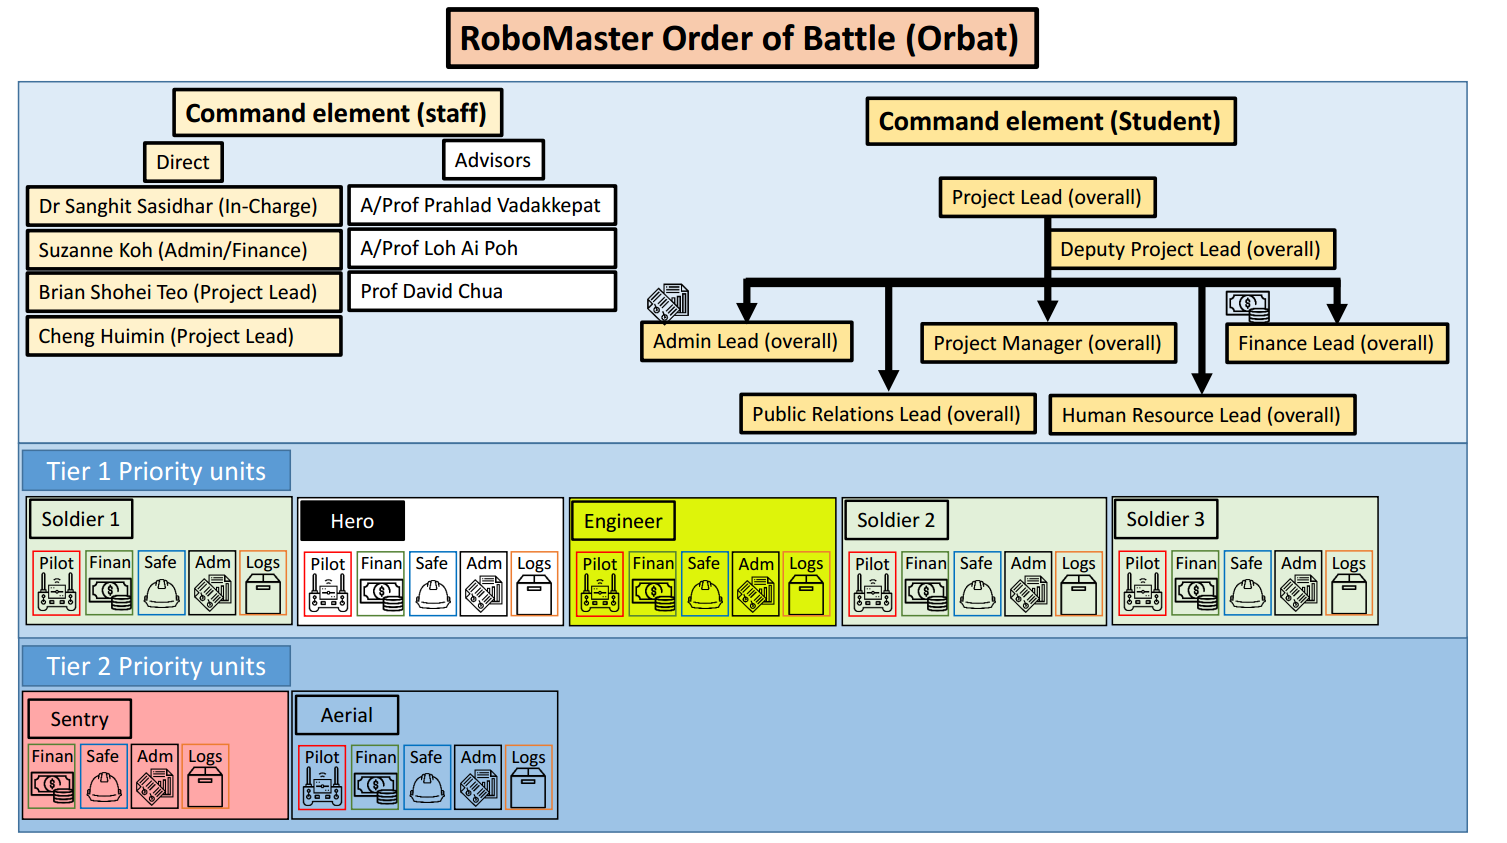 RoboMaster Order of Battle (Orbat)
Command element (staff)
Direct
Advisors
Dr Sanghit Sasidhar (In-Charge)
Suzanne Koh (Admin/Finance)
Brian Shohei Teo (Project Lead)
Cheng Huimin (Project Lead)
A/Prof Prahlad Vadakkepat
A/Prof Loh Ai Poh
Prof David Chua
Command element (Student)
Project Lead (overall)
Deputy Project Lead (overall)
Admin Lead (overall)
Project Manager (overall)
Finance Lead (overall)
Public Relations Lead (overall)
Human Resource Lead (overall)
Tier 1 Priority units
Soldier 1
Pilot Finan Safe Adm Logs
Hero
Pilot Finan Safe Adm Logs
Engineer
Pilot Finan Safe Adm Logs
Soldier 2
Pilot Finan Safe Adm Logs
Soldier 3
Pilot Finan Safe Adm Logs
Tier 2 Priority units
Sentry
Finan Safe Adm Logs
Aerial
Pilot Finan Safe Adm Logs